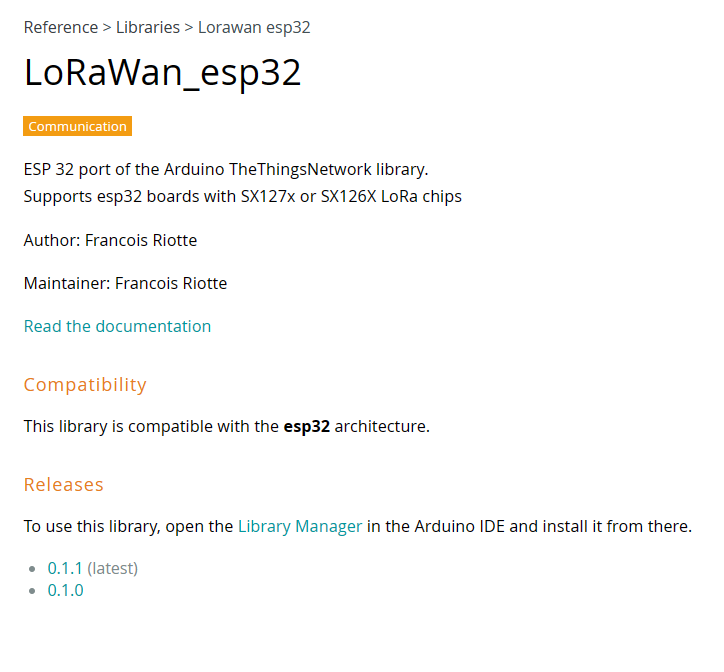 Reference > Libraries > Lorawan esp32
LoRaWan_esp32
Communication
ESP 32 port of the Arduino TheThingsNetwork library.
Supports esp32 boards with SX127x or SX126X LoRa chips
Author: Francois Riotte
Maintainer: Francois Riotte
Read the documentation
Compatibility
This library is compatible with the esp32 architecture.
Releases
To use this library, open the Library Manager in the Arduino IDE and install it from there.
0.1.1 (latest)
0.1.0